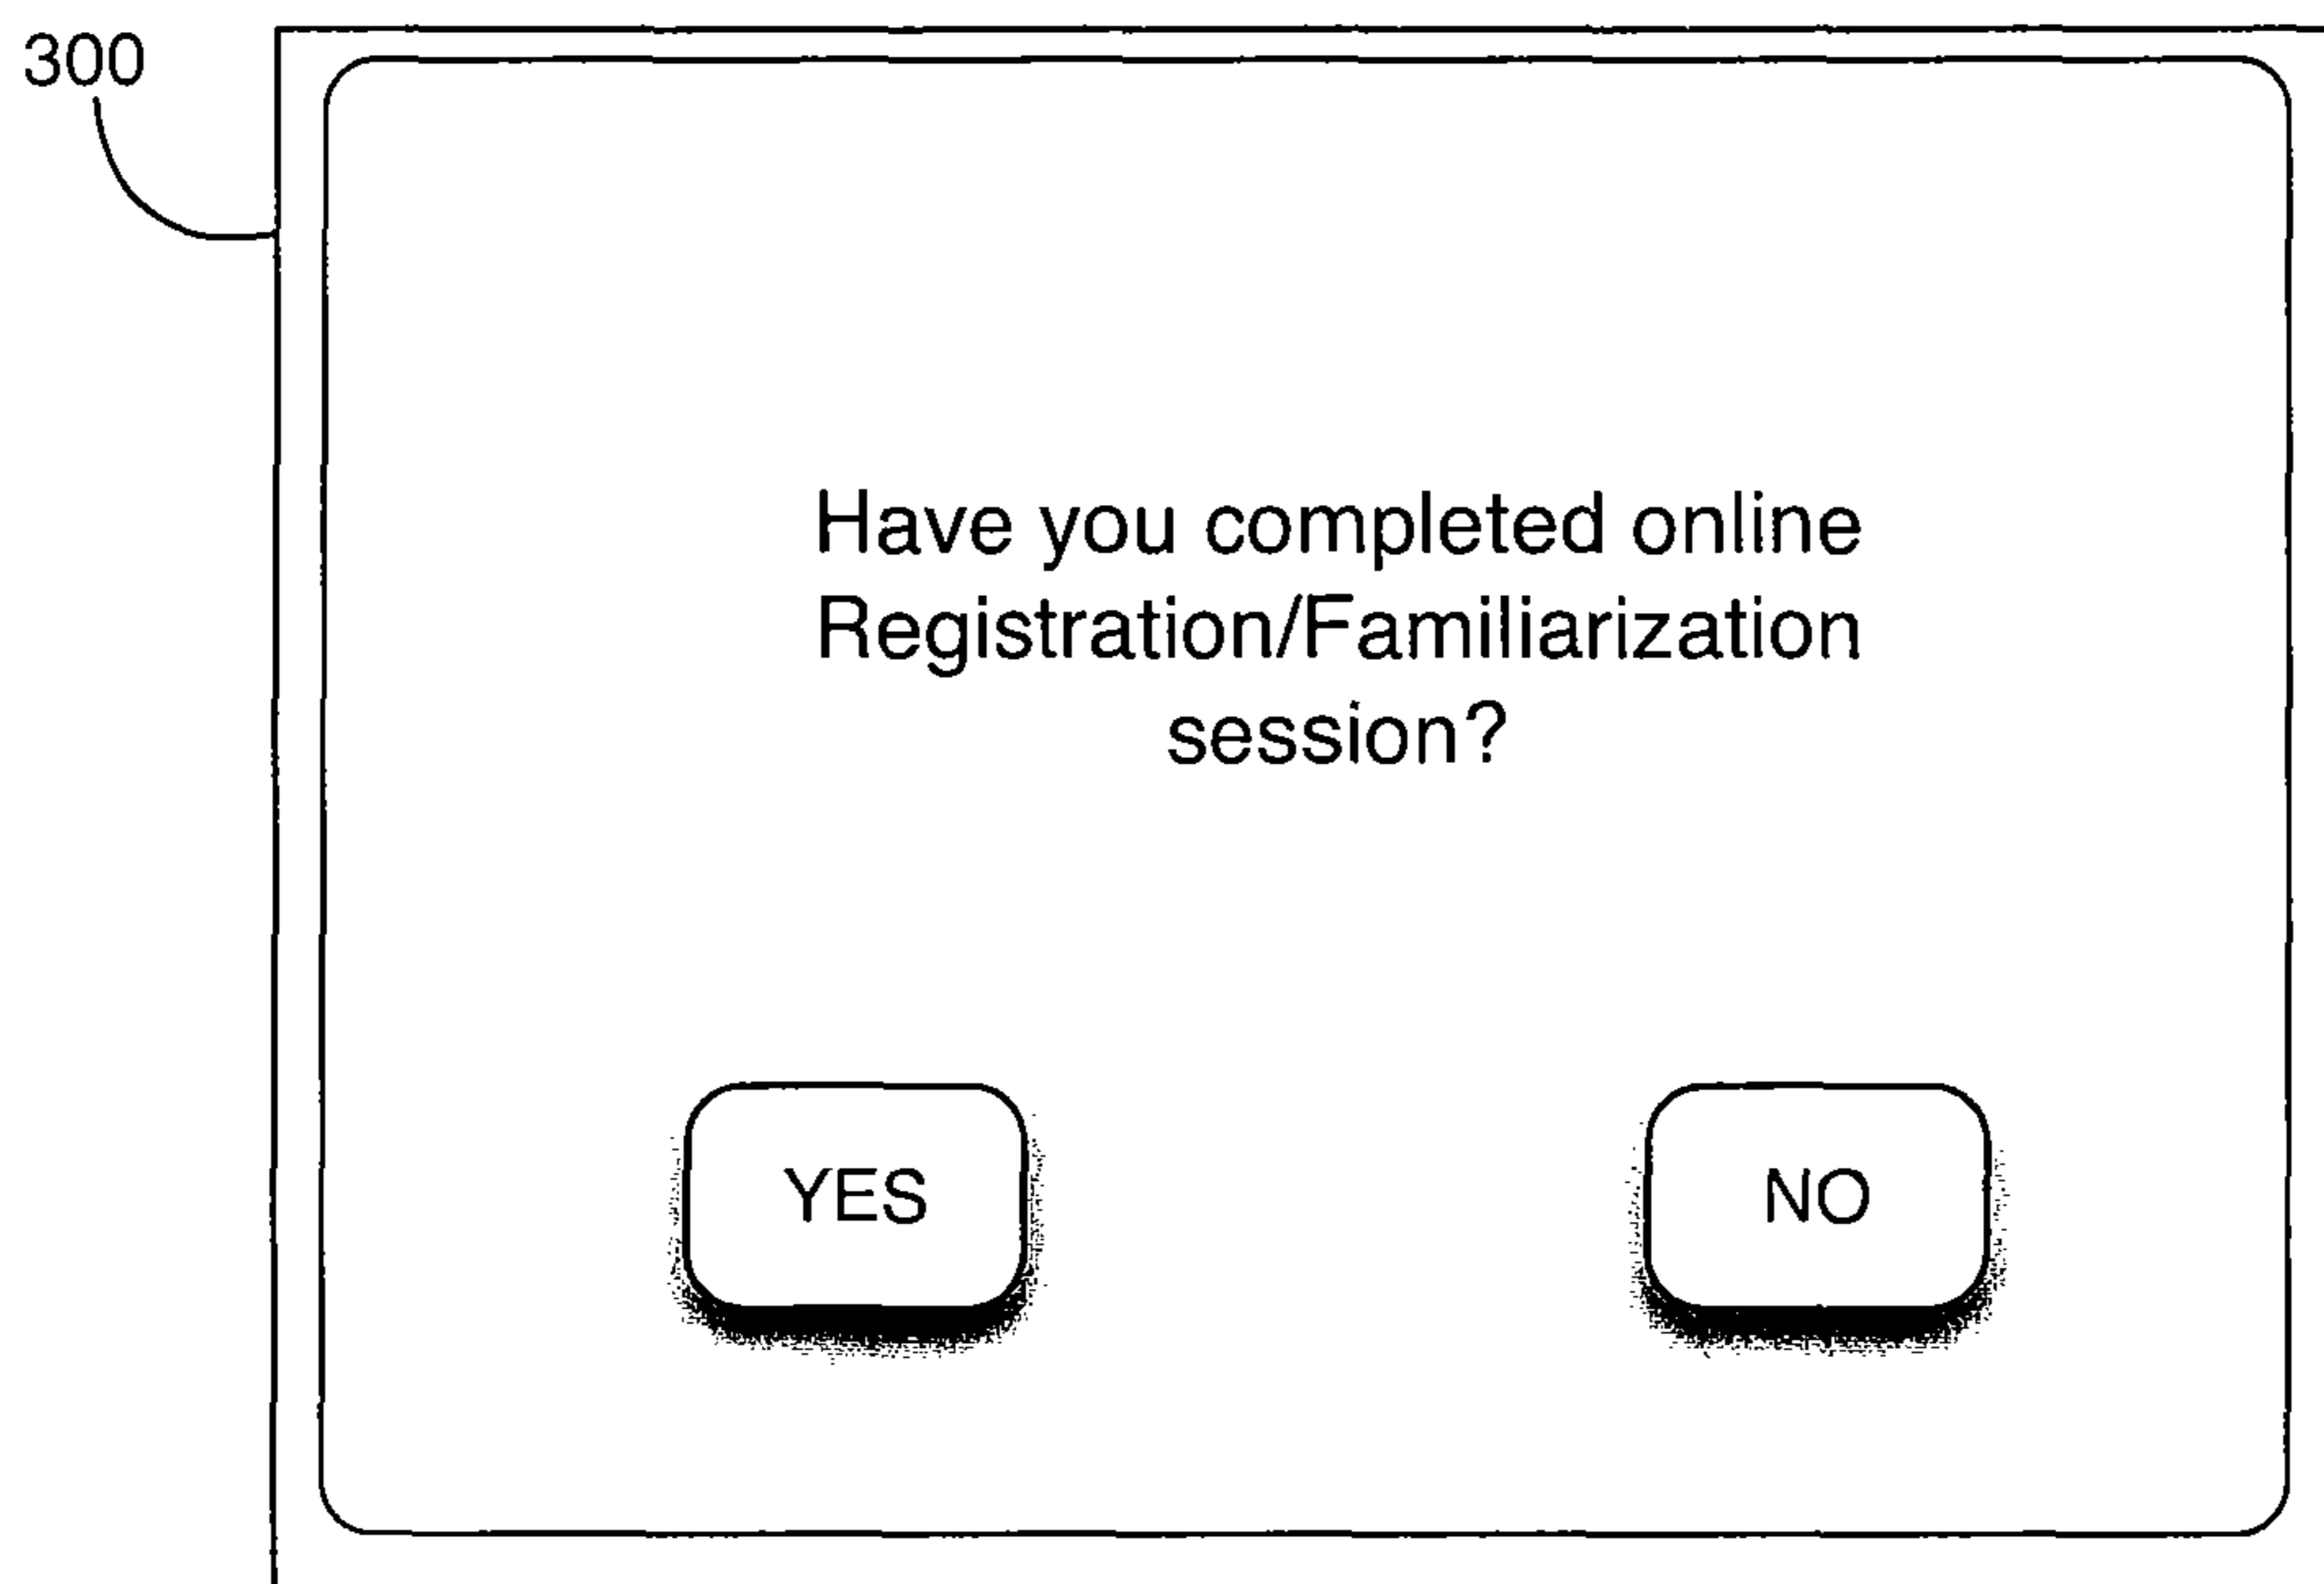 300
Have you completed online
Registration/Familiarization
session?
YES NO